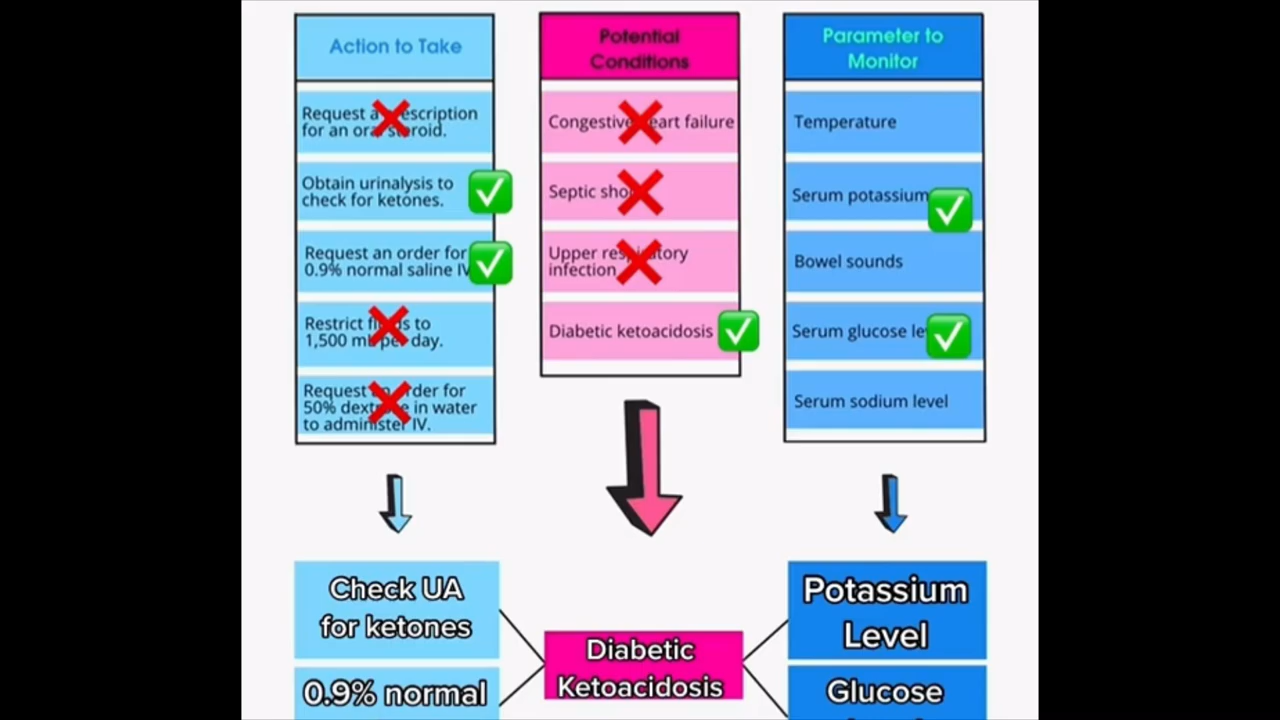 Action to Take
Request a
escription
for an oral steroid.
Obtain urinalysis to
check for ketones.
Request an order for
0.9% normal saline IV
Restrict fluids to
1,500 mL per day.
Request an order for
50% dextrose in water
to administer IV.
Potential
Conditions
Congestive heart failure
Septic sho
Upper respiratory
infection
Diabetic ketoacidosis
Parameter to
Monitor
Temperature
Serum potassium
Bowel sounds
Serum glucose le
Serum sodium level
Check UA
for ketones
0.9% normal
Diabetic
Ketoacidosis
Potassium
Level
Glucose